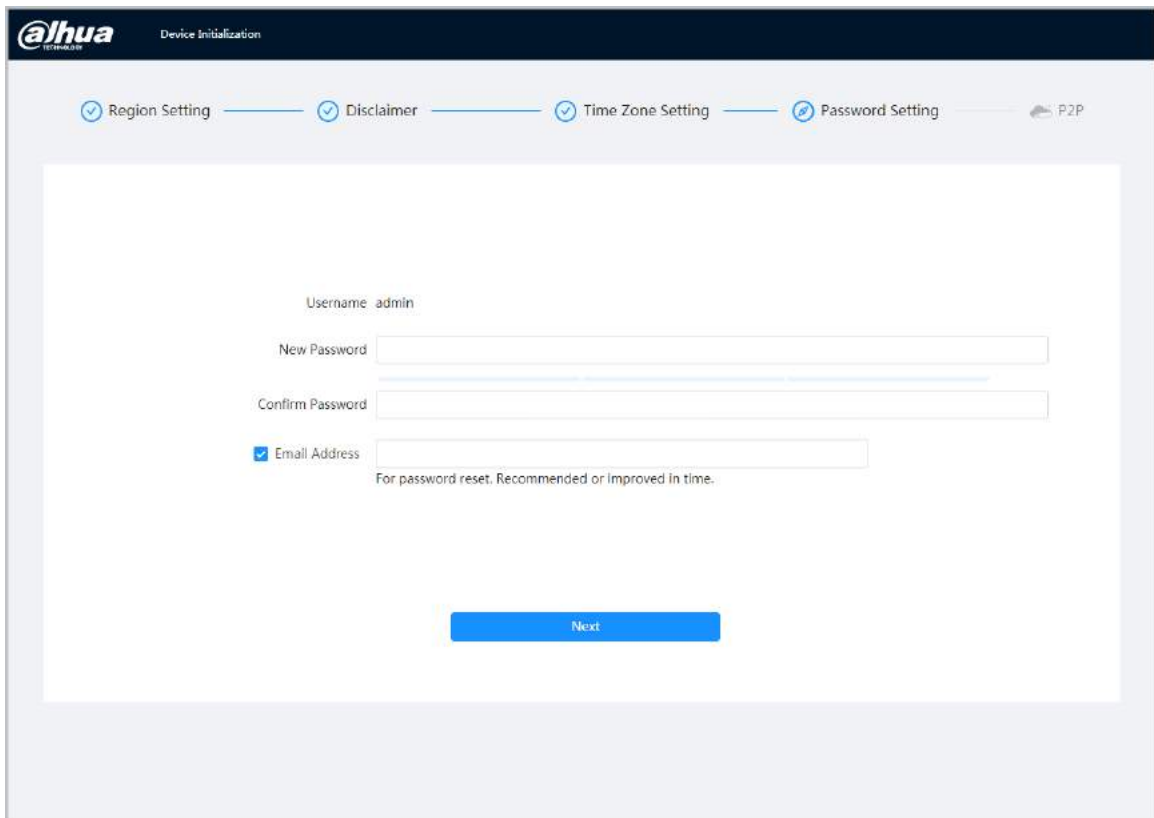 alhua
TECHNOLOGY
Device Initialization
Region Setting
Disclaimer
Time Zone Setting
Password Setting
P2P
Username admin
New Password
Confirm Password
Email Address
For password reset. Recommended or improved in time.
Next